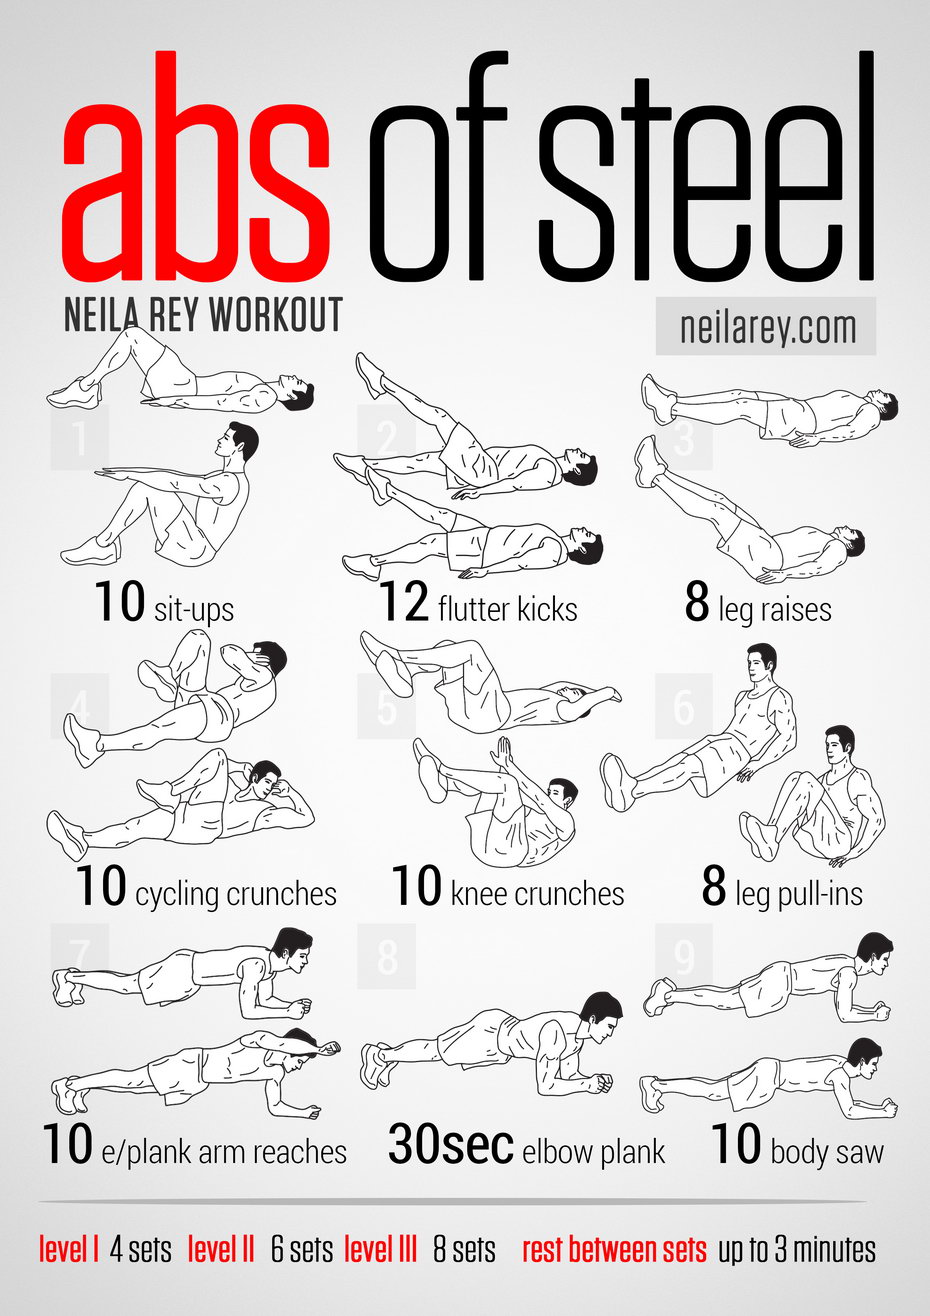 abs of steel
NEILA REY WORKOUT
neilarey.com
1
2
3
10 sit-ups
12 flutter kicks
8 leg raises
4
5
6
10 cycling crunches
10 knee crunches
8 leg pull-ins
7
8
9
10 e/plank arm reaches
30sec elbow plank
10 body saw
level I 4 sets level II 6 sets level III 8 sets rest between sets up to 3 minutes